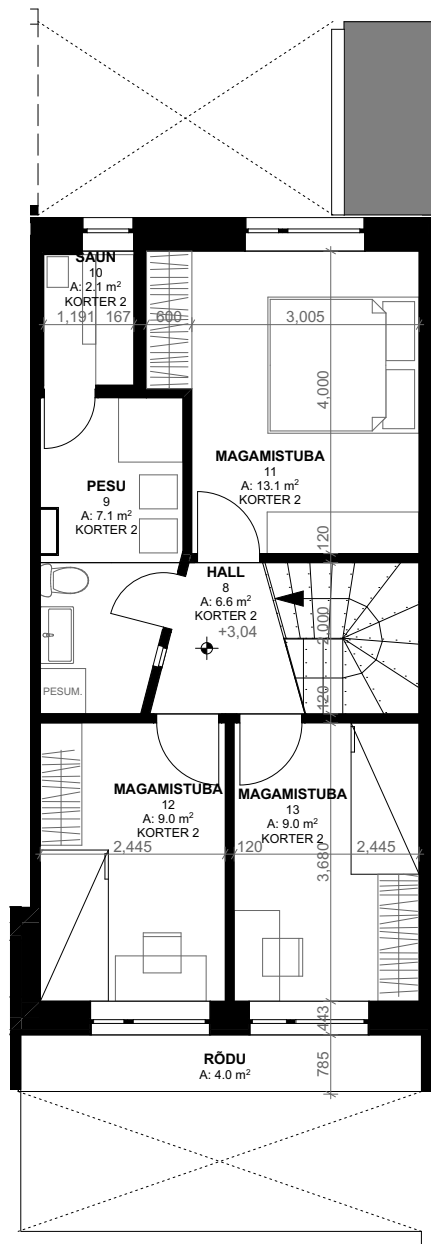 SAUN
10
A: 2.1 m²
KORTER 2
1,191 167 600 3,005
4,000
MAGAMISTUBA
11
A: 13.1 m²
KORTER 2
PESU
9
A: 7.1 m²
KORTER 2
120
HALL
8
A: 6.6 m²
KORTER 2
+3,04
2,000
PESUM.
120
MAGAMISTUBA
12
A: 9.0 m²
KORTER 2
MAGAMISTUBA
13
A: 9.0 m²
KORTER 2
2,445 120 2,445
3,680
443
RÕDU
A: 4.0 m²
785